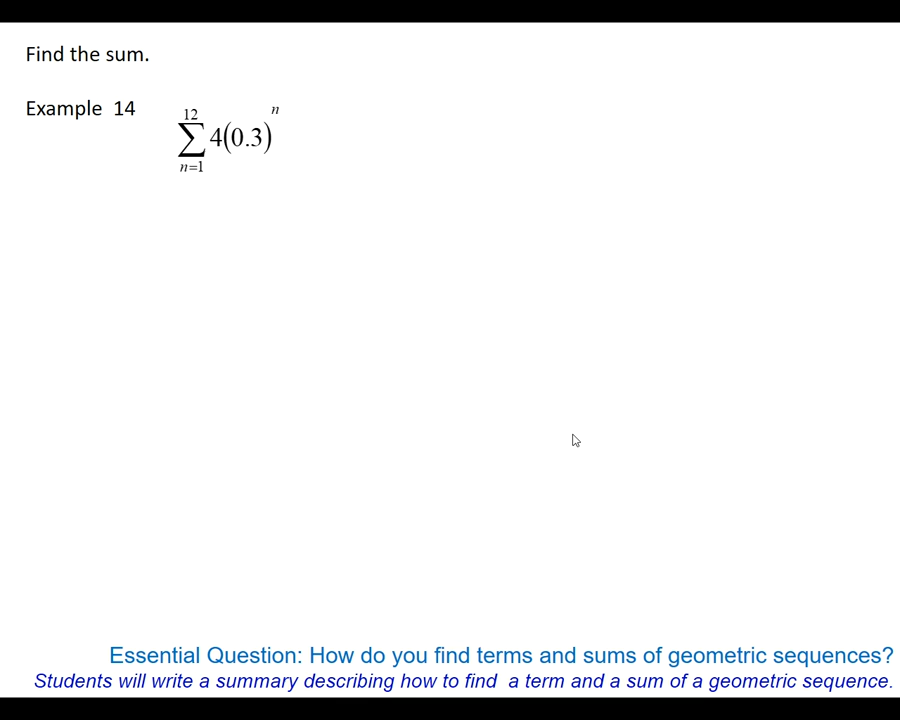 Find the sum.
Example 14
12
∑ 4(0.3)ⁿ
n=1
Essential Question: How do you find terms and sums of geometric sequences?
Students will write a summary describing how to find a term and a sum of a geometric sequence.